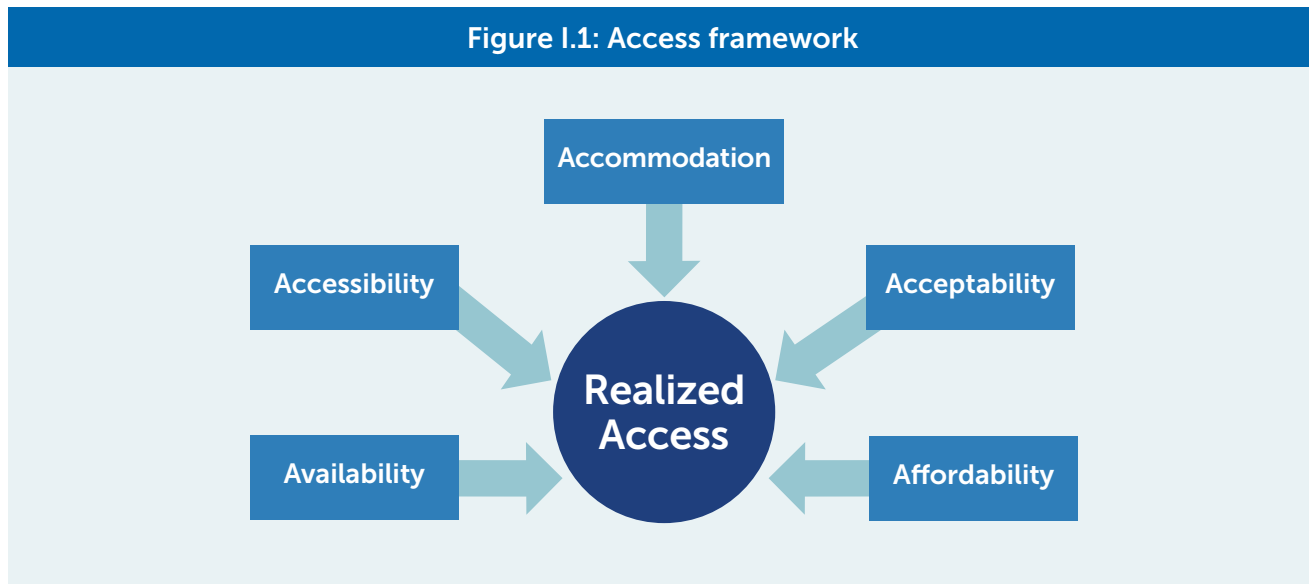 Figure I.1: Access framework
Accommodation
Accessibility
Acceptability
Realized
Access
Availability
Affordability